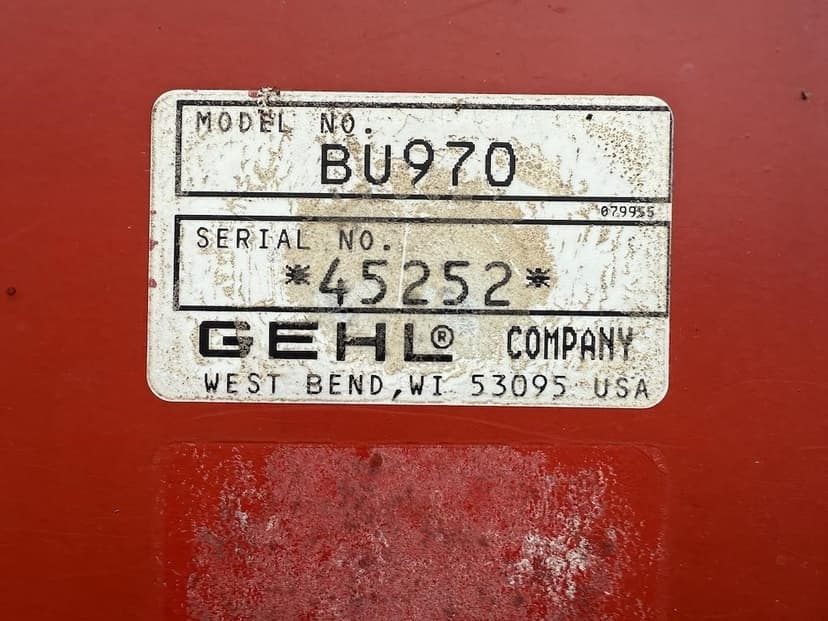 MODEL NO.
BU970
079955
SERIAL NO.
*45252*
GEHL® COMPANY
WEST BEND,WI 53095 USA